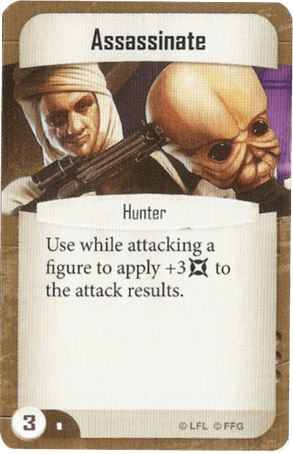 Assassinate
Hunter
Use while attacking a
figure to apply +3 to
the attack results.
3
© LFL © FFG